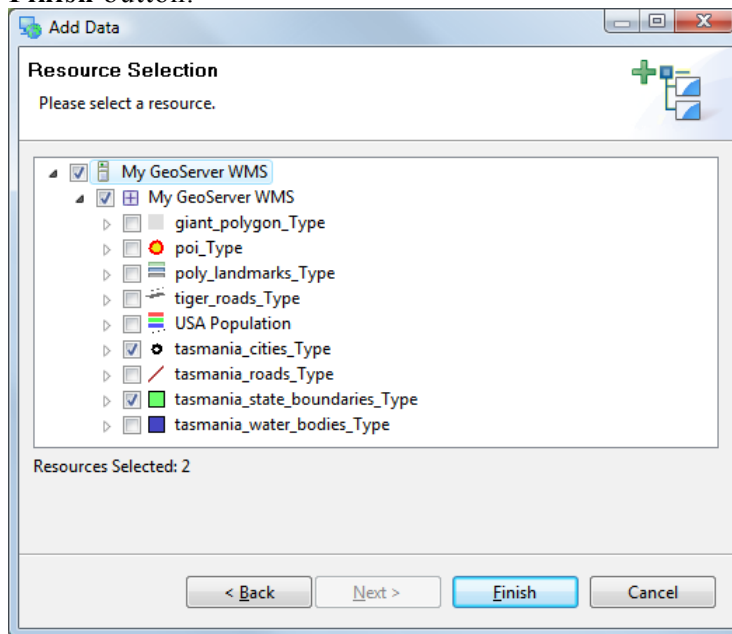 Finish button.
Add Data
Resource Selection
Please select a resource.
My GeoServer WMS
My GeoServer WMS
giant_polygon_Type
poi_Type
poly_landmarks_Type
tiger_roads_Type
USA Population
tasmania_cities_Type
tasmania_roads_Type
tasmania_state_boundaries_Type
tasmania_water_bodies_Type
Resources Selected: 2
< Back Next > Finish Cancel